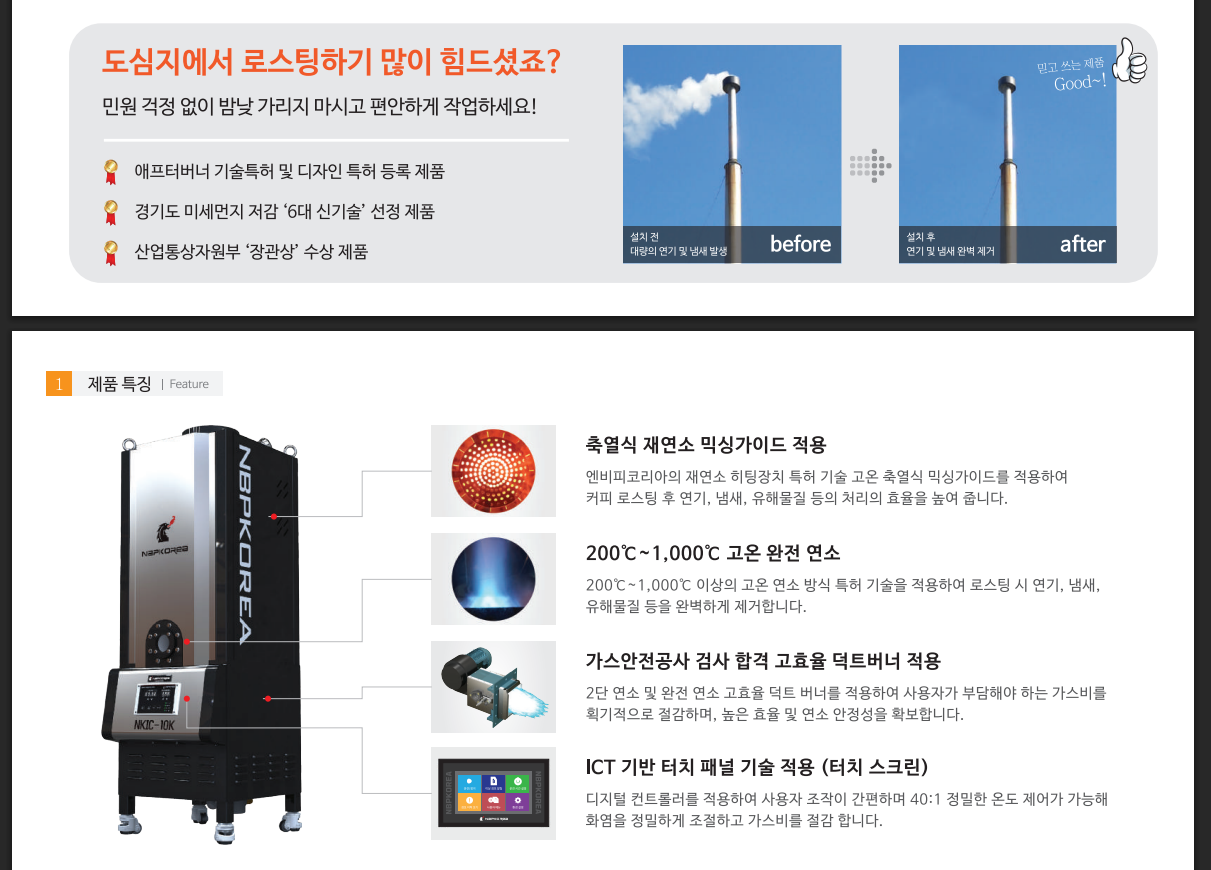 도심지에서 로스팅하기 많이 힘드셨죠?
민원 걱정 없이 밤낮 가리지 마시고 편안하게 작업하세요!
애프터버너 기술특허 및 디자인 특허 등록 제품
경기도 미세먼지 저감 ‘6대 신기술’ 선정 제품
산업통상자원부 ‘장관상’ 수상 제품
설치 전
대량의 연기 및 냄새 발생
before
믿고 쓰는 제품
Good~!
설치 후
연기 및 냄새 완벽 제거
after
1 제품 특징 | Feature
NBPKOREA
NBPKOREA
NKIC-10K
축열식 재연소 믹싱가이드 적용
엔비피코리아의 재연소 히팅장치 특허 기술 고온 축열식 믹싱가이드를 적용하여
커피 로스팅 후 연기, 냄새, 유해물질 등의 처리의 효율을 높여 줍니다.
200℃~1,000℃ 고온 완전 연소
200℃~1,000℃ 이상의 고온 연소 방식 특허 기술을 적용하여 로스팅 시 연기, 냄새,
유해물질 등을 완벽하게 제거합니다.
가스안전공사 검사 합격 고효율 덕트버너 적용
2단 연소 및 완전 연소 고효율 덕트 버너를 적용하여 사용자가 부담해야 하는 가스비를
획기적으로 절감하며, 높은 효율 및 연소 안정성을 확보합니다.
NBPKOREA
NBPKOREA
ICT 기반 터치 패널 기술 적용 (터치 스크린)
디지털 컨트롤러를 적용하여 사용자 조작이 간편하며 40:1 정밀한 온도 제어가 가능해
화염을 정밀하게 조절하고 가스비를 절감 합니다.